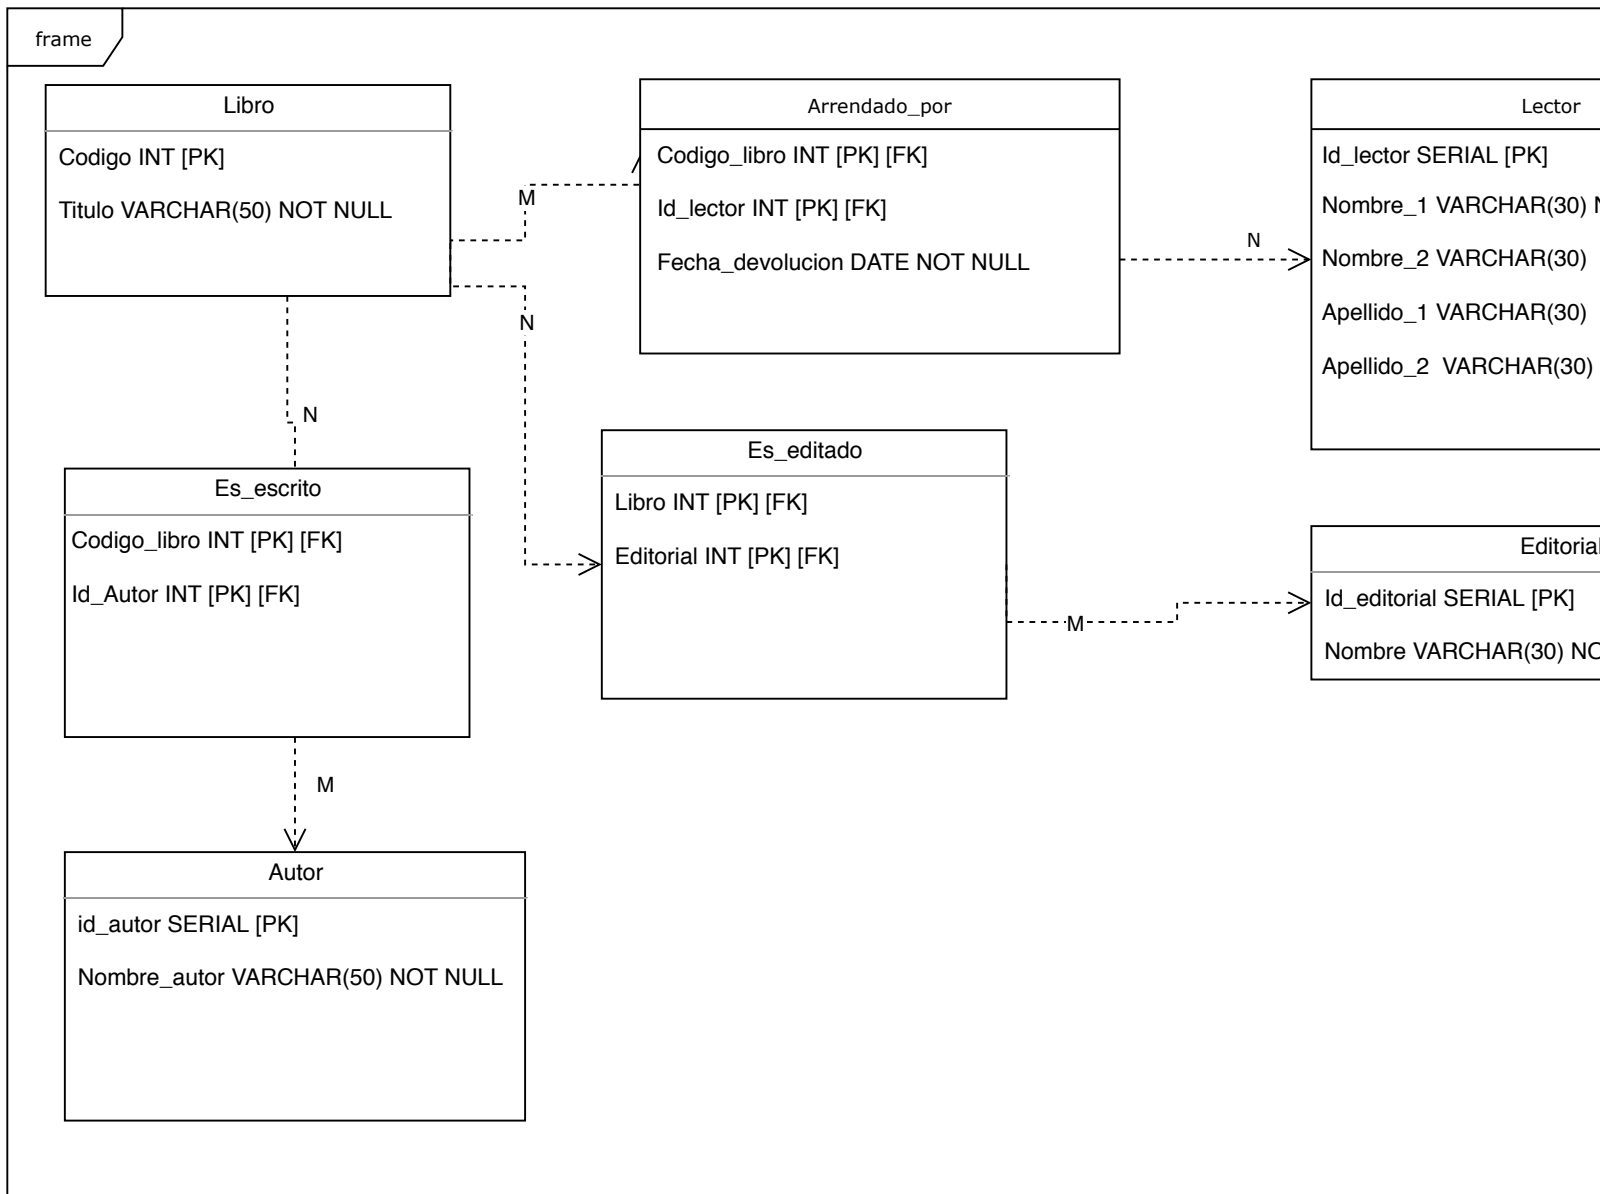 frame
Libro
Codigo INT [PK]
Titulo VARCHAR(50) NOT NULL
Arrendado_por
Codigo_libro INT [PK] [FK]
Id_lector INT [PK] [FK]
Fecha_devolucion DATE NOT NULL
Lector
Id_lector SERIAL [PK]
Nombre_1 VARCHAR(30)
Nombre_2 VARCHAR(30)
Apellido_1 VARCHAR(30)
Apellido_2 VARCHAR(30)
M
N
N
N
Es_escrito
Codigo_libro INT [PK] [FK]
Id_Autor INT [PK] [FK]
Es_editado
Libro INT [PK] [FK]
Editorial INT [PK] [FK]
M
Editorial
Id_editorial SERIAL [PK]
Nombre VARCHAR(30)
M
Autor
id_autor SERIAL [PK]
Nombre_autor VARCHAR(50) NOT NULL